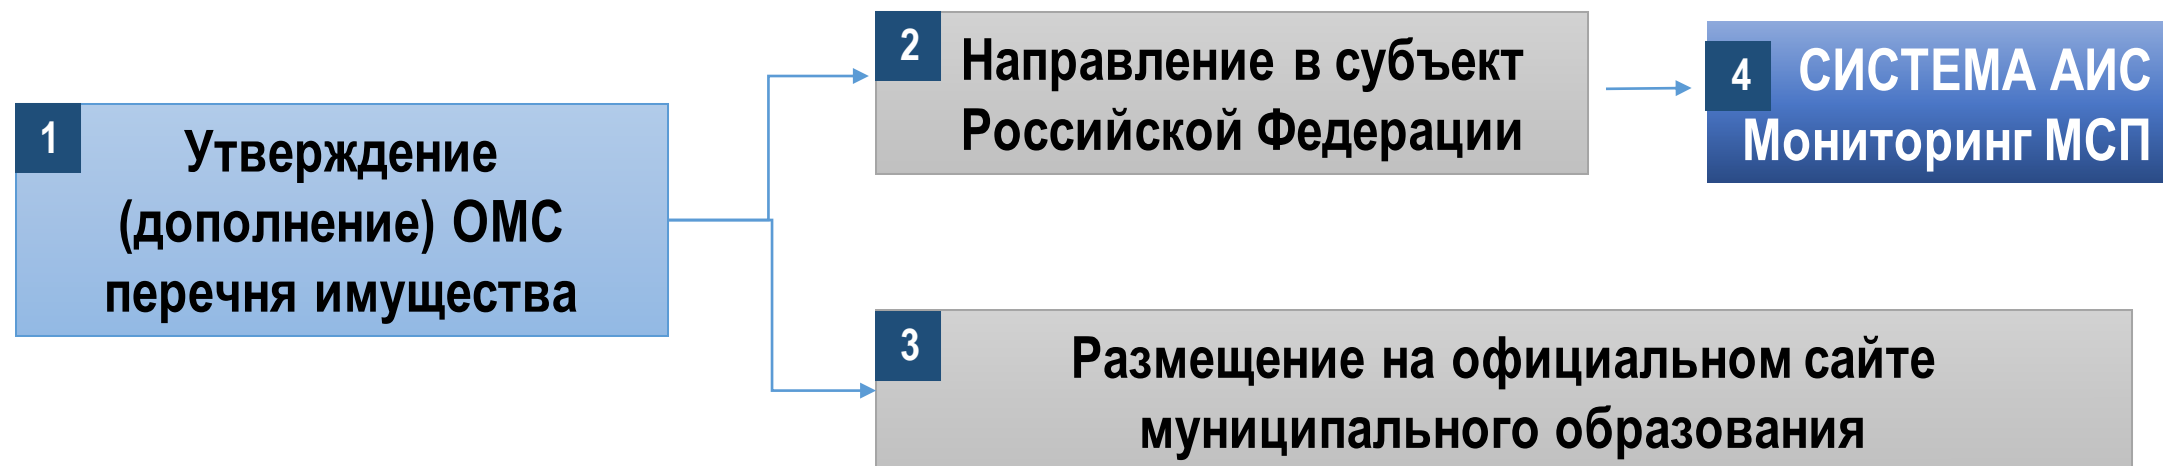 1
Утверждение
(дополнение) ОМС
перечня имущества
2
Направление в субъект
Российской Федерации
4
СИСТЕМА АИС
Мониторинг МСП
3
Размещение на официальном сайте
муниципального образования